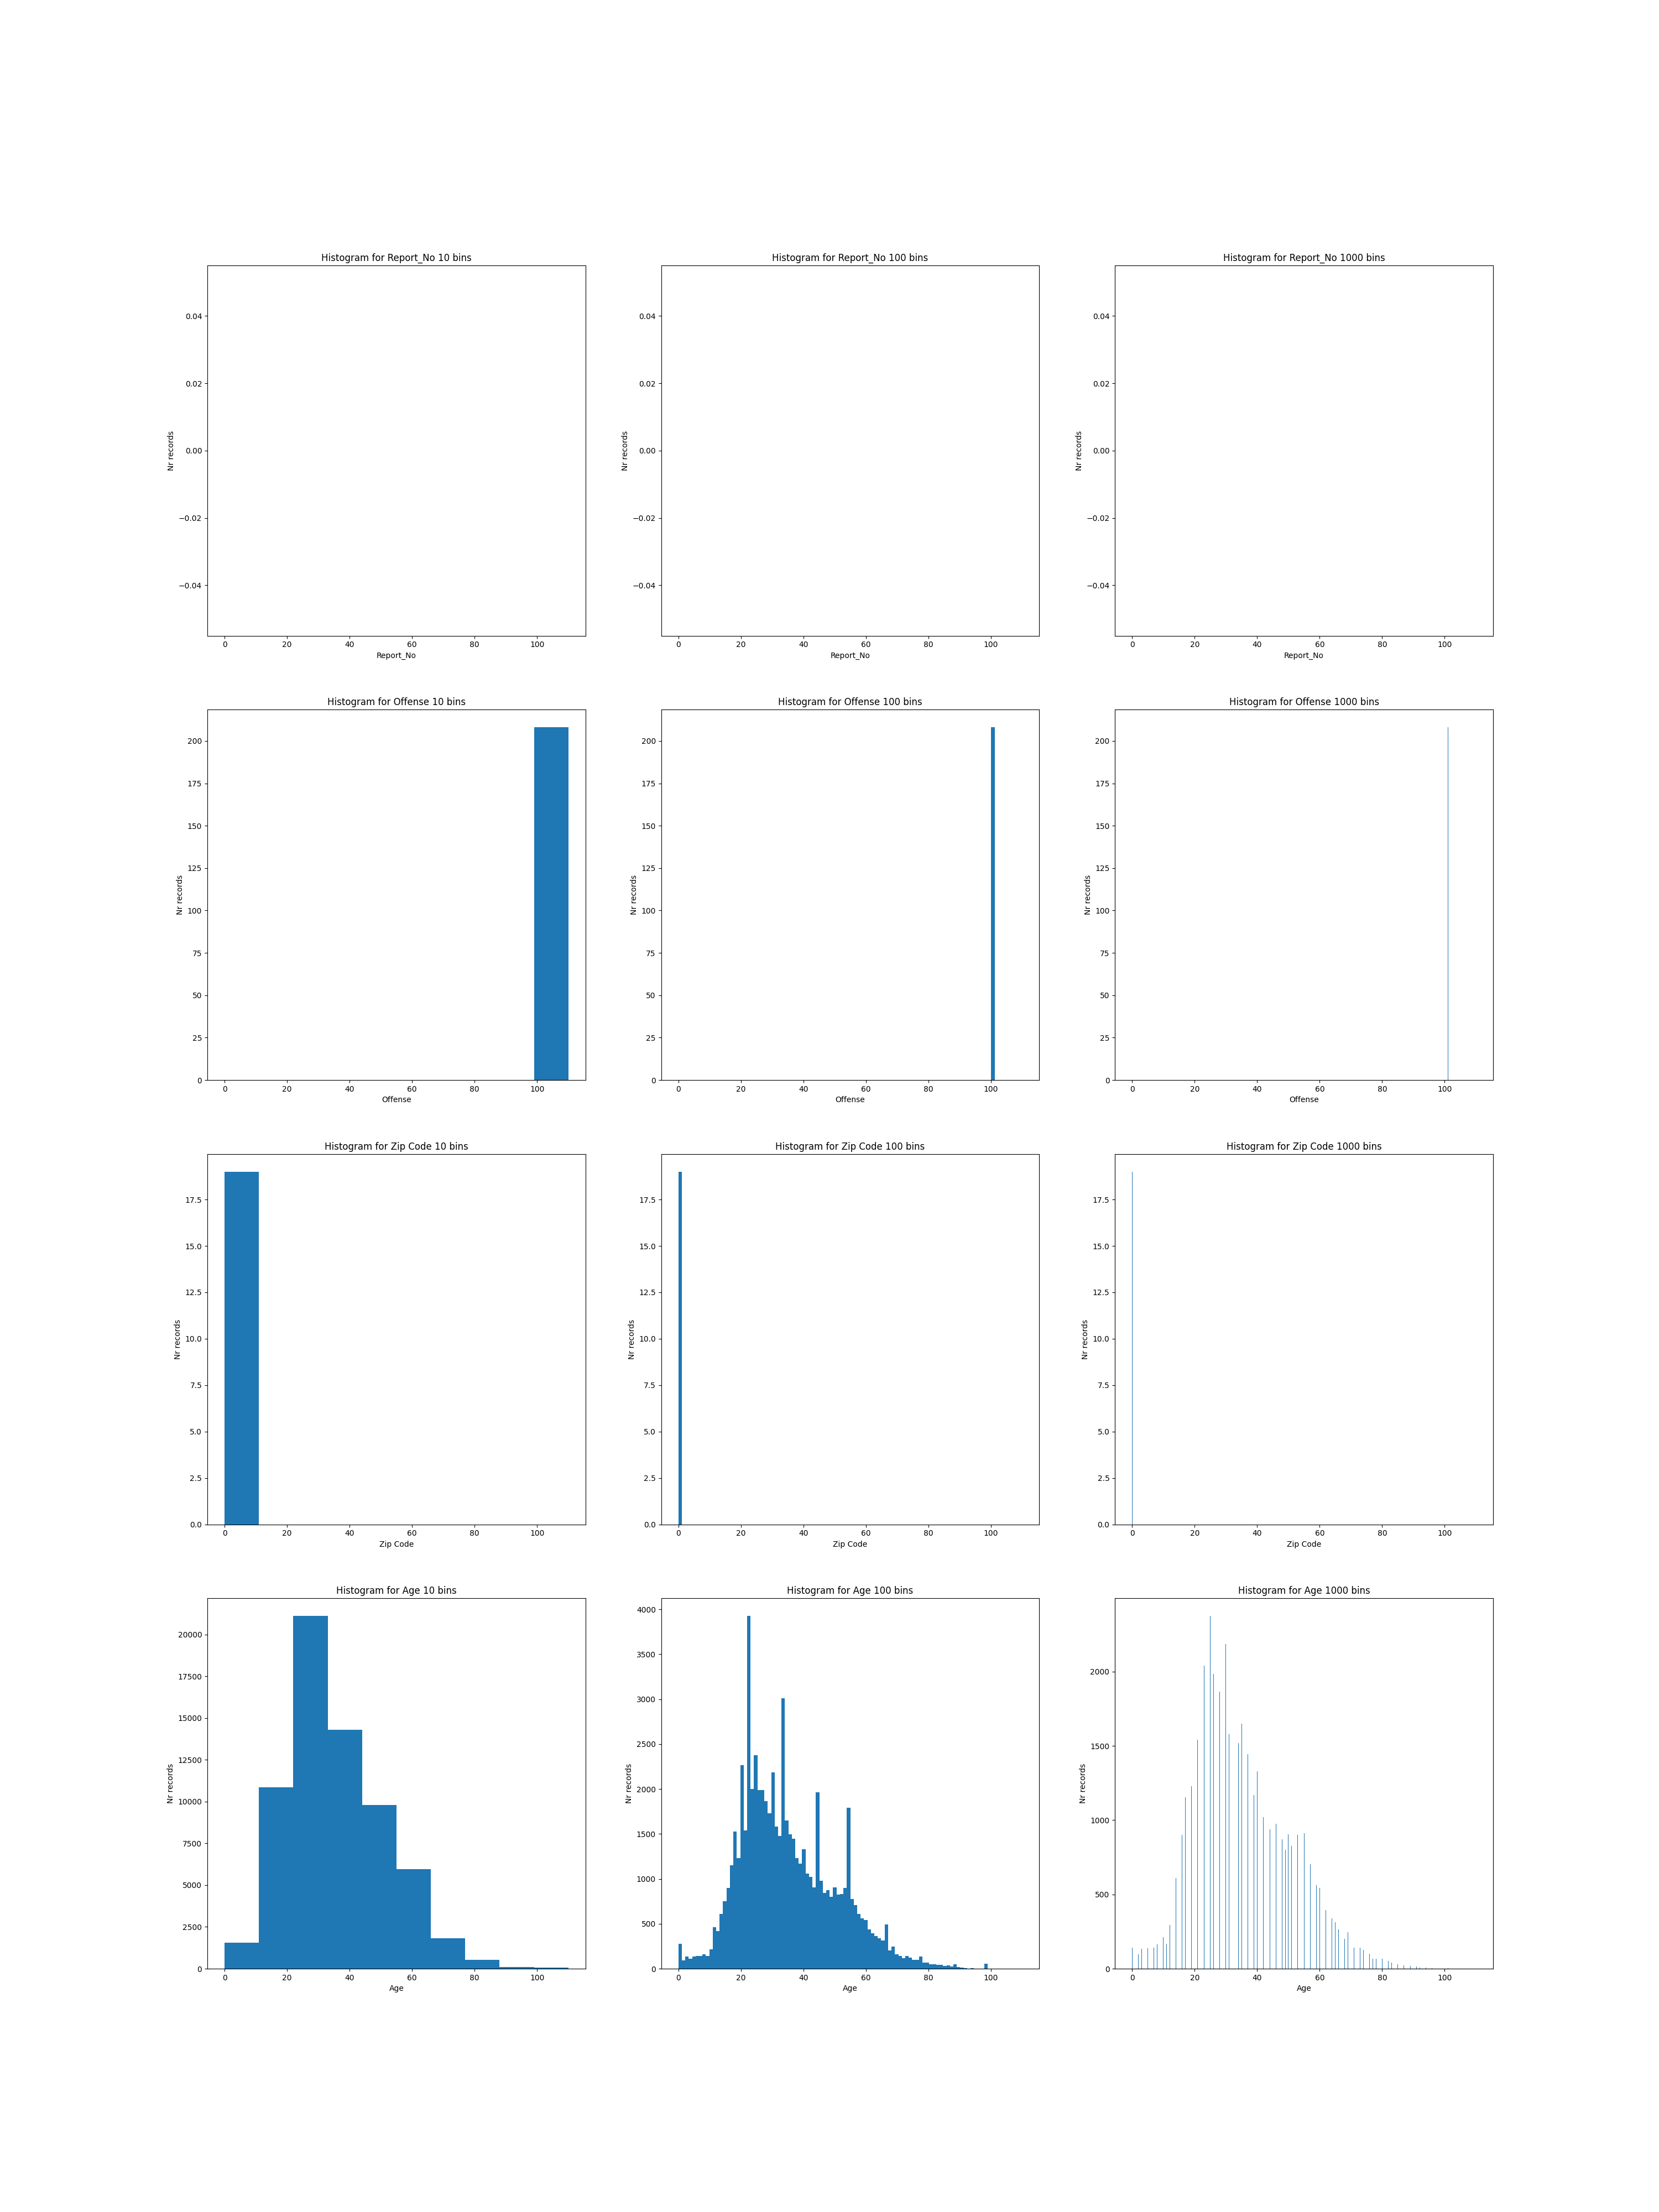 Histogram for Report_No 10 bins
Nr records
0.04
0.02
0.00
−0.02
−0.04
0 20 40 60 80 100
Report_No
Histogram for Report_No 100 bins
Nr records
0.04
0.02
0.00
−0.02
−0.04
0 20 40 60 80 100
Report_No
Histogram for Report_No 1000 bins
Nr records
0.04
0.02
0.00
−0.02
−0.04
0 20 40 60 80 100
Report_No
Histogram for Offense 10 bins
Nr records
200
175
150
125
100
75
50
25
0
0 20 40 60 80 100
Offense
Histogram for Offense 100 bins
Nr records
200
175
150
125
100
75
50
25
0
0 20 40 60 80 100
Offense
Histogram for Offense 1000 bins
Nr records
200
175
150
125
100
75
50
25
0
0 20 40 60 80 100
Offense
Histogram for Zip Code 10 bins
Nr records
17.5
15.0
12.5
10.0
7.5
5.0
2.5
0.0
0 20 40 60 80 100
Zip Code
Histogram for Zip Code 100 bins
Nr records
17.5
15.0
12.5
10.0
7.5
5.0
2.5
0.0
0 20 40 60 80 100
Zip Code
Histogram for Zip Code 1000 bins
Nr records
17.5
15.0
12.5
10.0
7.5
5.0
2.5
0.0
0 20 40 60 80 100
Zip Code
Histogram for Age 10 bins
Nr records
20000
17500
15000
12500
10000
7500
5000
2500
0
0 20 40 60 80 100
Age
Histogram for Age 100 bins
Nr records
4000
3500
3000
2500
2000
1500
1000
500
0
0 20 40 60 80 100
Age
Histogram for Age 1000 bins
Nr records
2000
1500
1000
500
0
0 20 40 60 80 100
Age